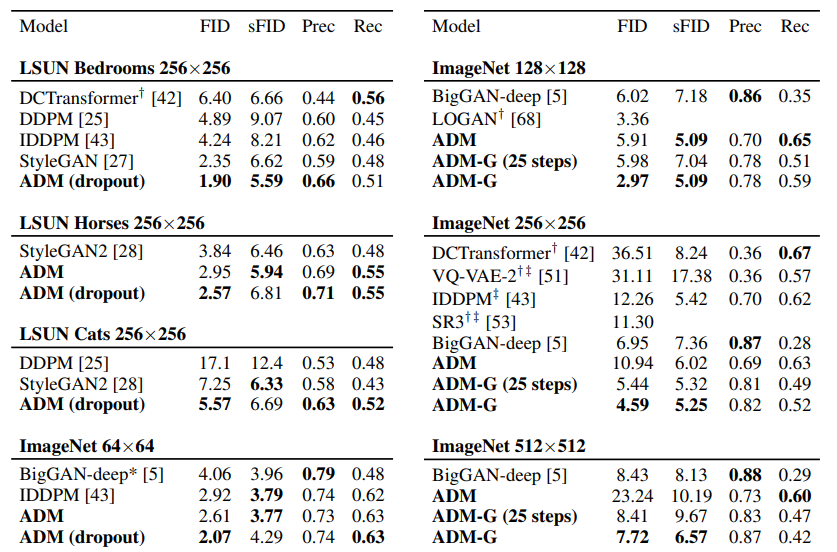 Model FID sFID Prec Rec
LSUN Bedrooms 256×256
DCTransformer† [42] 6.40 6.66 0.44 0.56
DDPM [25] 4.89 9.07 0.60 0.45
IDDPM [43] 4.24 8.21 0.62 0.46
StyleGAN [27] 2.35 6.62 0.59 0.48
ADM (dropout) 1.90 5.59 0.66 0.51
LSUN Horses 256×256
StyleGAN2 [28] 3.84 6.46 0.63 0.48
ADM 2.95 5.94 0.69 0.55
ADM (dropout) 2.57 6.81 0.71 0.55
LSUN Cats 256×256
DDPM [25] 17.1 12.4 0.53 0.48
StyleGAN2 [28] 7.25 6.33 0.58 0.43
ADM (dropout) 5.57 6.69 0.63 0.52
ImageNet 64×64
BigGAN-deep* [5] 4.06 3.96 0.79 0.48
IDDPM [43] 2.92 3.79 0.74 0.62
ADM 2.61 3.77 0.73 0.63
ADM (dropout) 2.07 4.29 0.74 0.63
Model FID sFID Prec Rec
ImageNet 128×128
BigGAN-deep [5] 6.02 7.18 0.86 0.35
LOGAN† [68] 3.36
ADM 5.91 5.09 0.70 0.65
ADM-G (25 steps) 5.98 7.04 0.78 0.51
ADM-G 2.97 5.09 0.78 0.59
ImageNet 256×256
DCTransformer† [42] 36.51 8.24 0.36 0.67
VQ-VAE-2†‡ [51] 31.11 17.38 0.36 0.57
IDDPM‡ [43] 12.26 5.42 0.70 0.62
SR3†‡ [53] 11.30
BigGAN-deep [5] 6.95 7.36 0.87 0.28
ADM 10.94 6.02 0.69 0.63
ADM-G (25 steps) 5.44 5.32 0.81 0.49
ADM-G 4.59 5.25 0.82 0.52
ImageNet 512×512
BigGAN-deep [5] 8.43 8.13 0.88 0.29
ADM 23.24 10.19 0.73 0.60
ADM-G (25 steps) 8.41 9.67 0.83 0.47
ADM-G 7.72 6.57 0.87 0.42